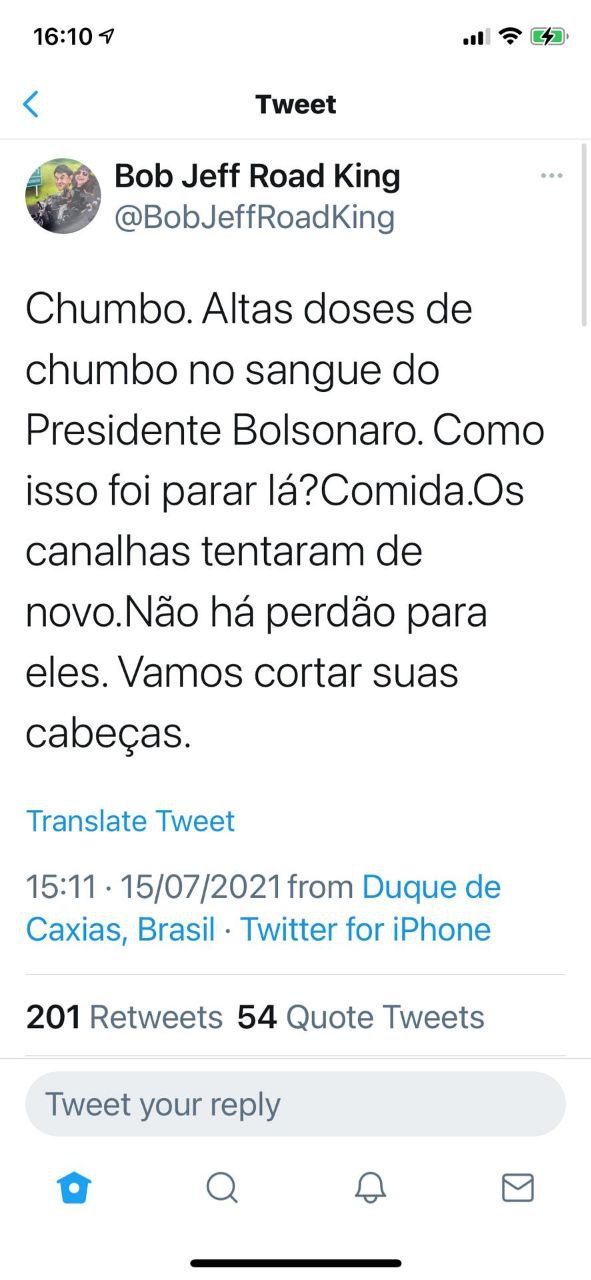 16:10
Tweet
Bob Jeff Road King
@BobJeffRoadKing
Chumbo. Altas doses de
chumbo no sangue do
Presidente Bolsonaro. Como
isso foi parar lá?Comida.Os
canalhas tentaram de
novo.Não há perdão para
eles. Vamos cortar suas
cabeças.
Translate Tweet
15:11 · 15/07/2021 from Duque de
Caxias, Brasil · Twitter for iPhone
201 Retweets 54 Quote Tweets
Tweet your reply